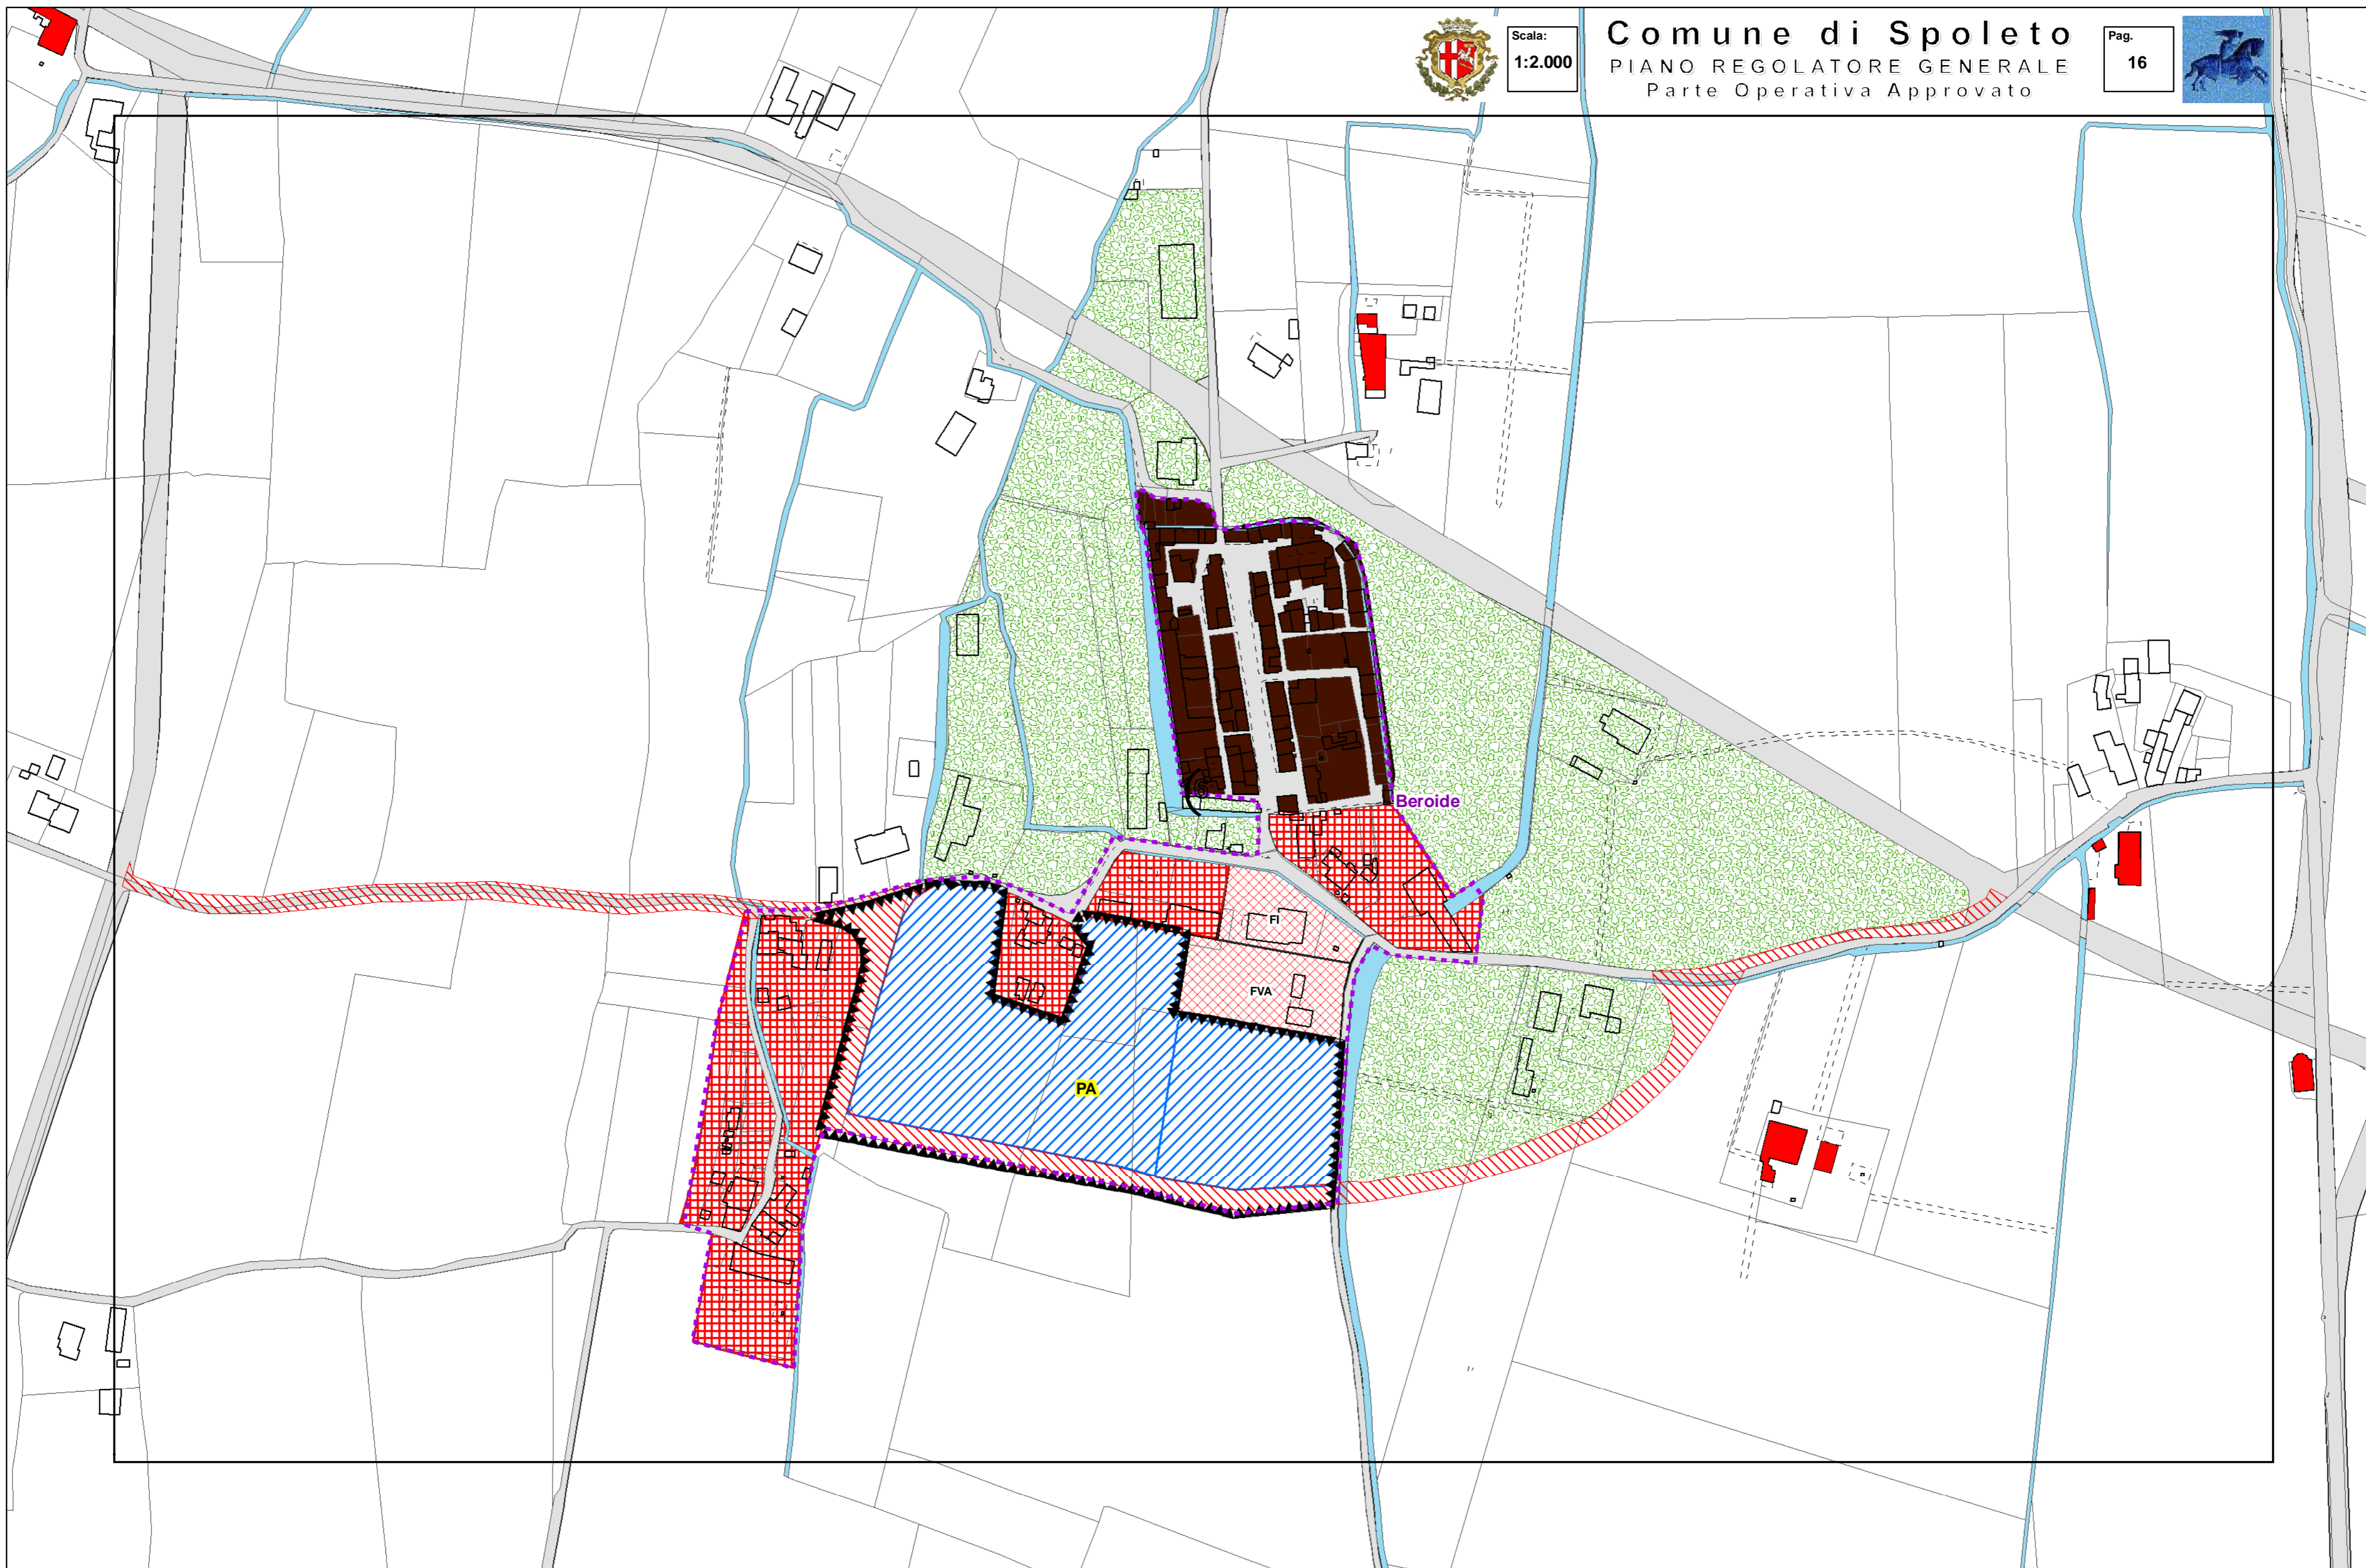 Scala:
1:2.000
Comune di Spoleto
PIANO REGOLATORE GENERALE
Parte Operativa Approvato
Pag.
16
6
Beroide
FI
FVA
PA